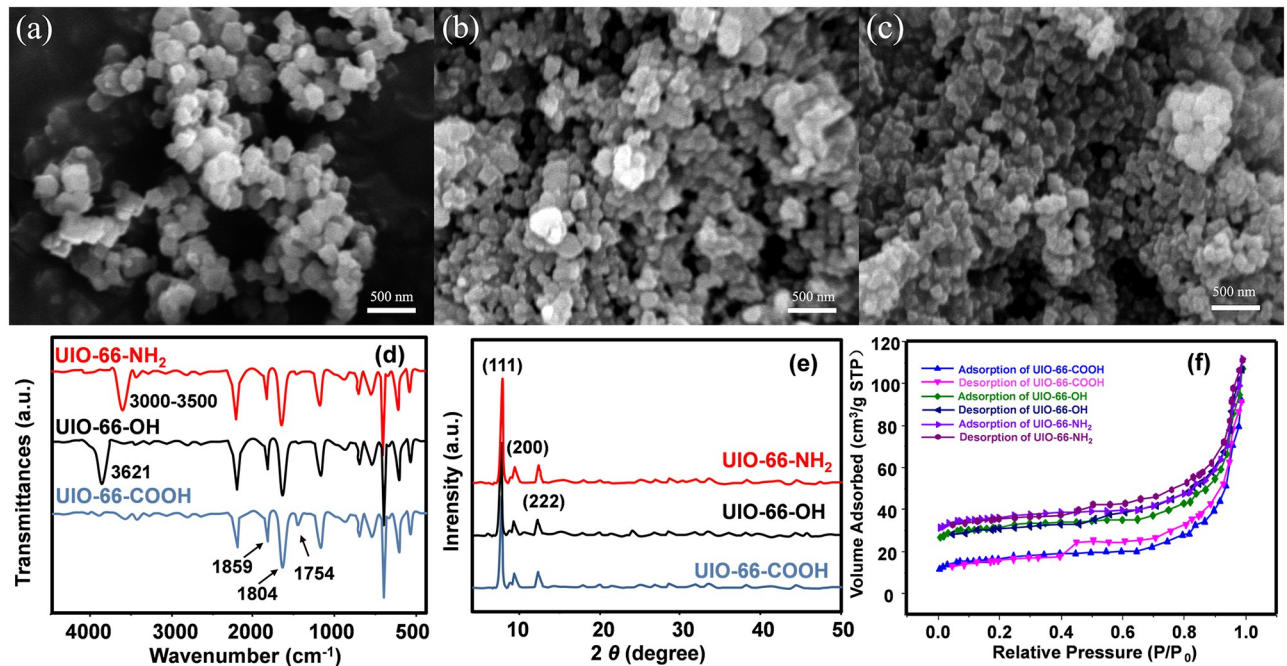 (a)
500 nm
(b)
500 nm
(c)
500 nm
(d)
UIO-66-NH₂
3000-3500
UIO-66-OH
3621
UIO-66-COOH
1859
1804
1754
Transmittances (a.u.)
4000 3000 2000 1000 500
Wavenumber (cm⁻¹)
(e)
(111)
(200)
UIO-66-NH₂
(222)
UIO-66-OH
UIO-66-COOH
Inrensity (a.u.)
10 20 30 40 50
2 θ (degree)
(f)
Adsorption of UIO-66-COOH
Desorption of UIO-66-COOH
Adsorption of UIO-66-OH
Desorption of UIO-66-OH
Adsorption of UIO-66-NH₂
Desorption of UIO-66-NH₂
Volume Adsorbed (cm³/g STP)
120
100
80
60
40
20
0
0.0 0.2 0.4 0.6 0.8 1.0
Relative Pressure (P/P₀)